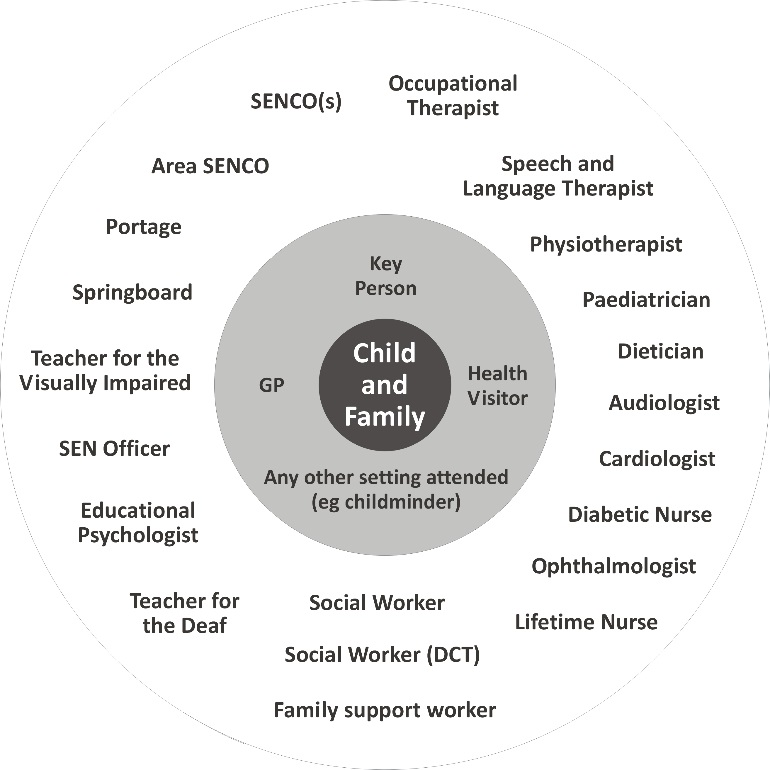 SENCO(s)
Occupational
Therapist
Area SENCO
Speech and
Language Therapist
Portage
Physiotherapist
Key
Person
Springboard
Paediatrician
Child
and
Family
Teacher for the
Visually Impaired
GP
Health
Visitor
Dietician
Audiologist
SEN Officer
Cardiologist
Any other setting attended
(eg childminder)
Educational
Psychologist
Diabetic Nurse
Ophthalmologist
Teacher for
the Deaf
Social Worker
Lifetime Nurse
Social Worker (DCT)
Family support worker